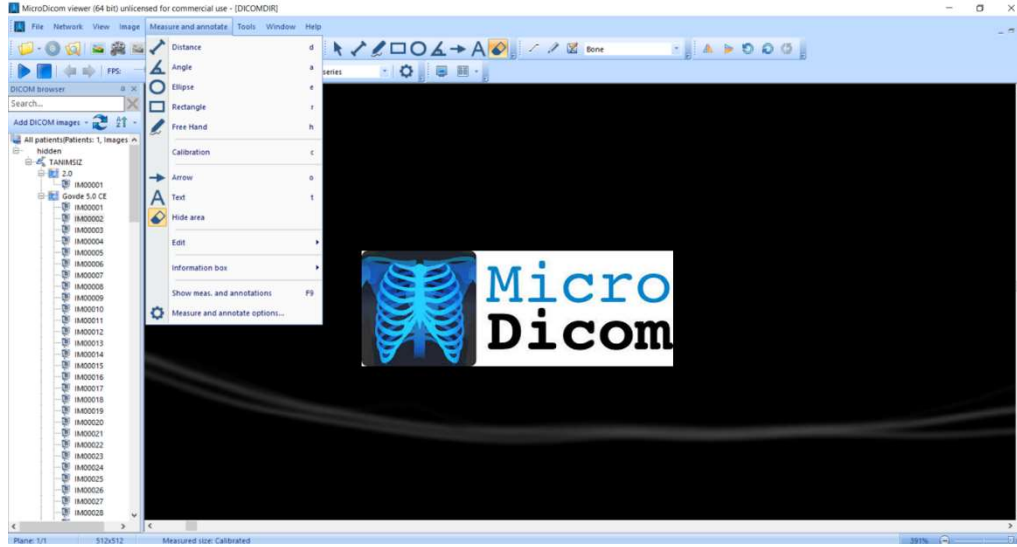 MicroDicom viewer (64 bit) unlicensed for commercial use - [DICOMDIR]
File Network View Image Measure and annotate Tools Window Help
Bone
FPS:
series
DICOM browser
Search...
Add DICOM images
All patients(Patients: 1, Images
hidden
TANIMSIZ
2.0
IM00001
Govde 5.0 CE
IM00001
IM00002
IM00003
IM00004
IM00005
IM00006
IM00007
IM00008
IM00009
IM00010
IM00011
IM00012
IM00013
IM00014
IM00015
IM00016
IM00017
IM00018
IM00019
IM00020
IM00021
IM00022
IM00023
IM00024
IM00025
IM00026
IM00027
IM00028
Distance d
Angle a
Ellipse e
Rectangle r
Free Hand h
Calibration c
Arrow o
Text t
Hide area
Edit
Information box
Show meas. and annotations F9
Measure and annotate options...
Micro
Dicom
Plane: 1/1 512x512 Measured size: Calibrated 391%